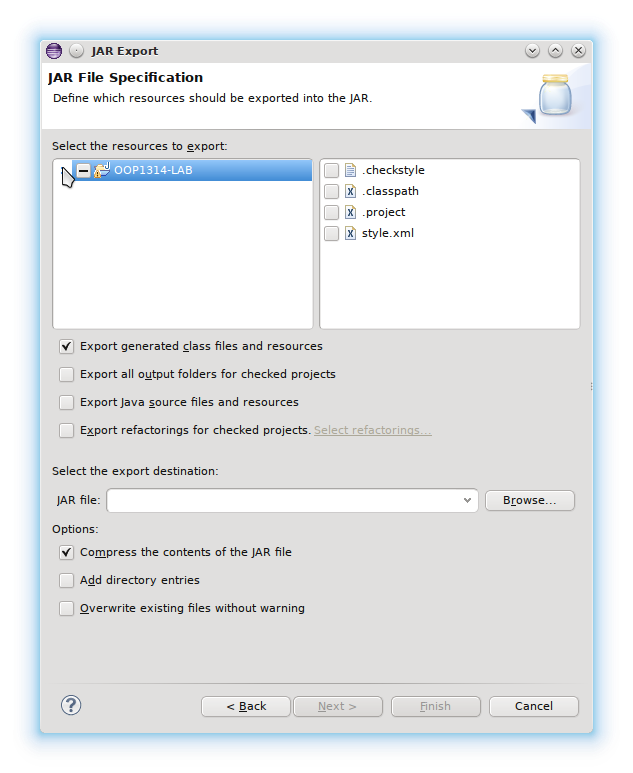 JAR Export
JAR File Specification
Define which resources should be exported into the JAR.
Select the resources to export:
OOP1314-LAB
.checkstyle
.classpath
.project
style.xml
Export generated class files and resources
Export all output folders for checked projects
Export Java source files and resources
Export refactorings for checked projects. Select refactorings...
Select the export destination:
JAR file:
Browse...
Options:
Compress the contents of the JAR file
Add directory entries
Overwrite existing files without warning
?
< Back
Next >
Finish
Cancel